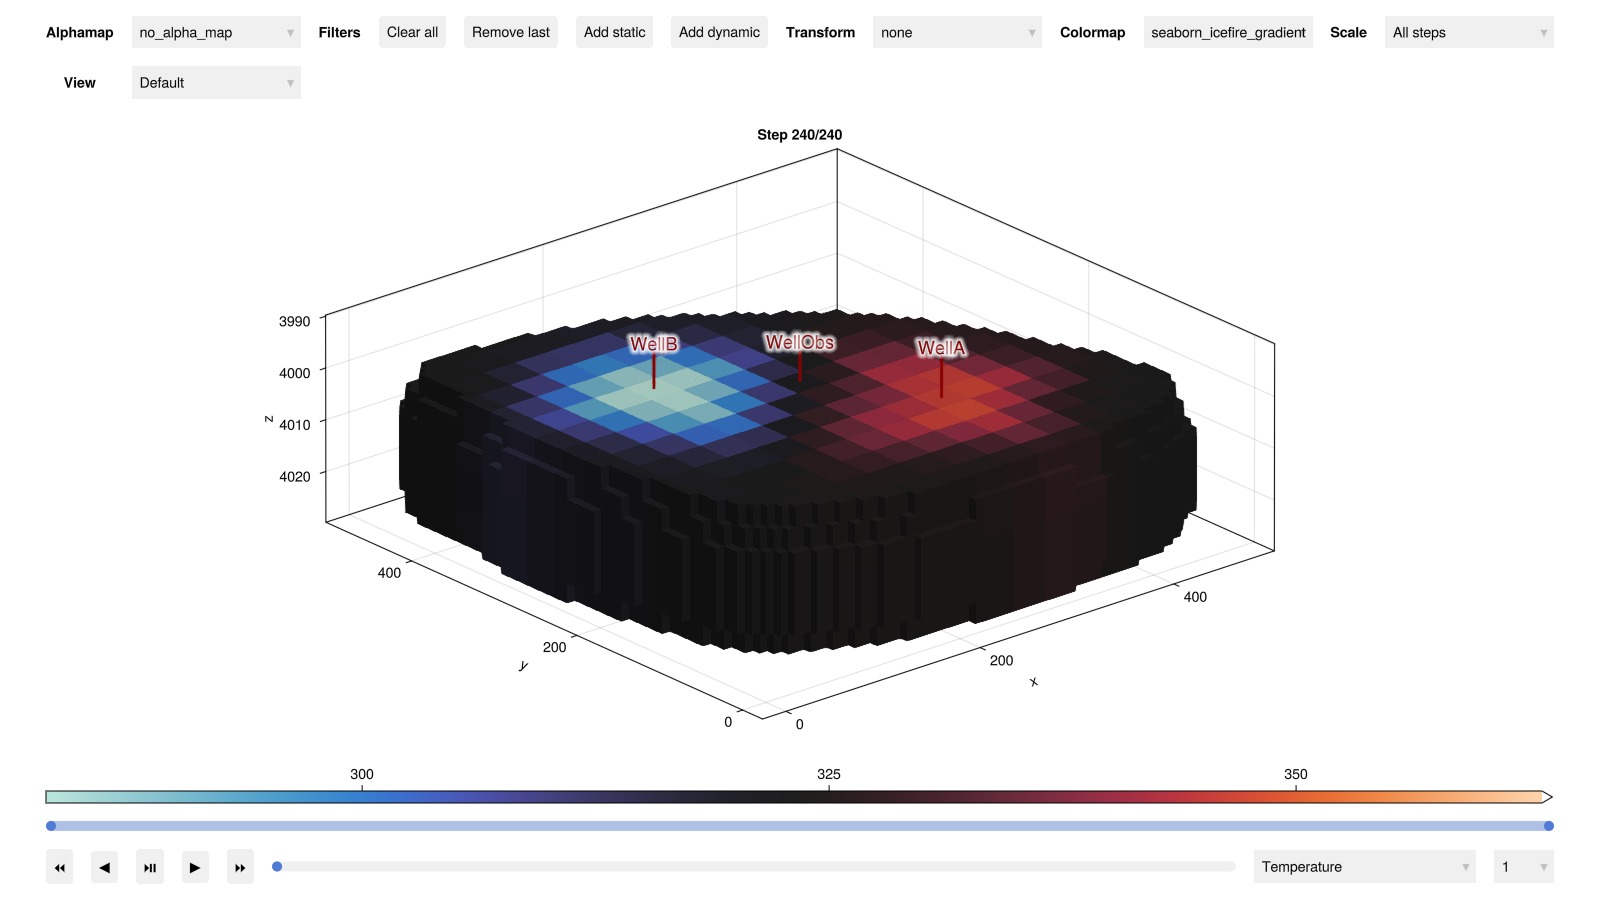 Alphamap no_alpha_map Filters Clear all Remove last Add static Add dynamic Transform none Colormap seaborn_icefire_gradient Scale All steps
View Default
Step 240/240
WellB WellObs WellA
3990
4000
4010
4020
z
400
200
0
y
0
200
400
x
300 325 350
Temperature 1